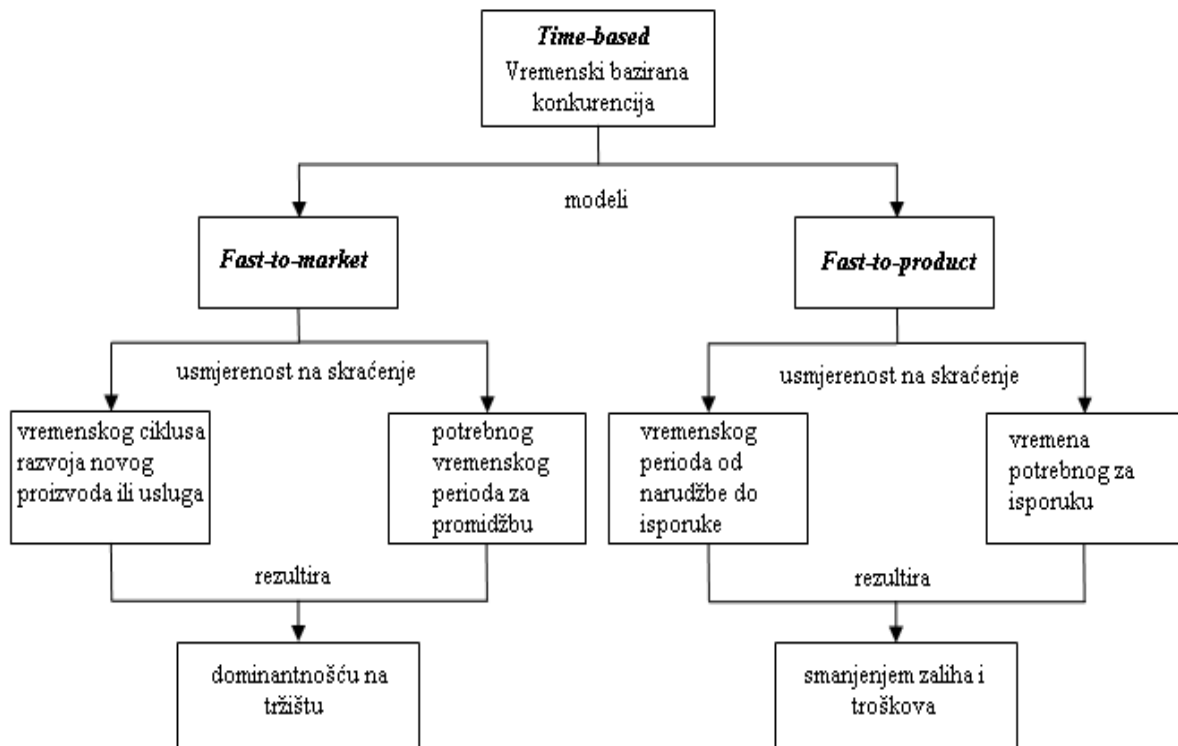 Time-based
Vremenski bazirana
konkurencija
modeli
Fast-to-market
Fast-to-product
usmjerenost na skraćenje
usmjerenost na skraćenje
vremenskog ciklusa
razvoja novog
proizvoda ili usluga
potrebnog
vremenskog
perioda za
promidžbu
vremenskog
perioda od
narudžbe do
isporuke
vremena
potrebnog za
isporuku
rezultira
rezultira
dominantnošću na
tržištu
smanjenjem zaliha i
troškova